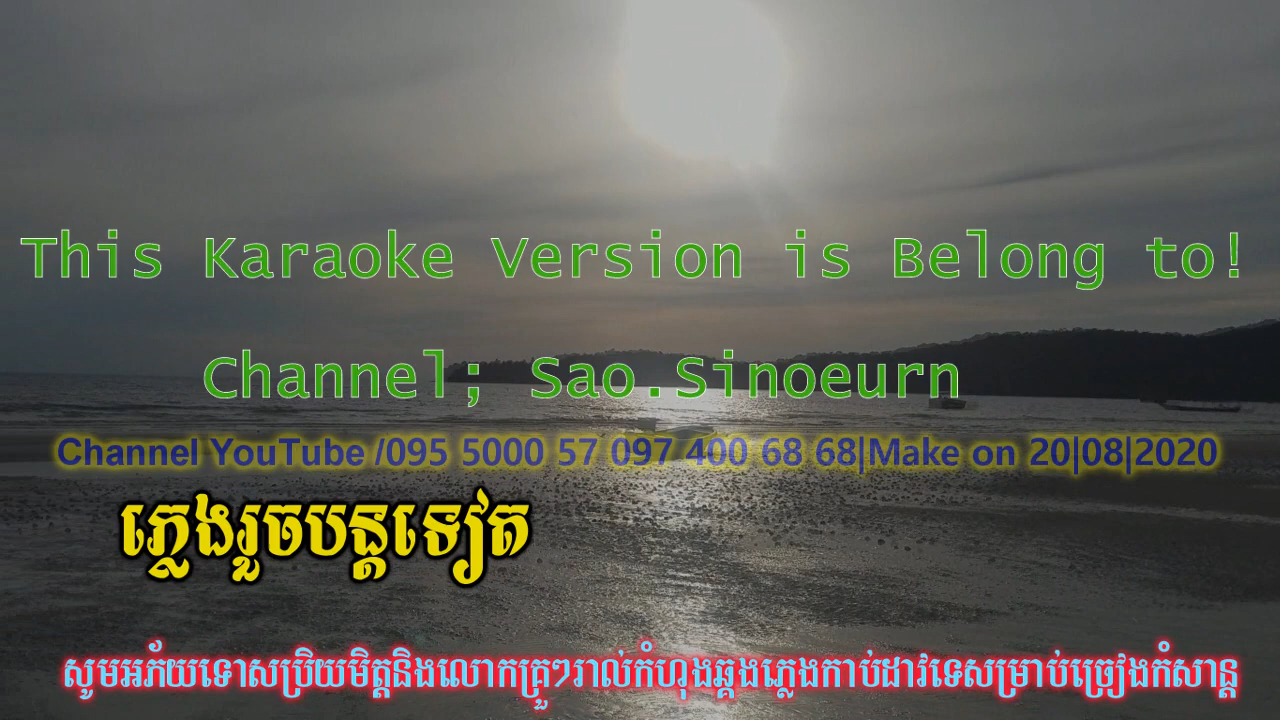 This Karaoke Version is Belong to!
Channel; Sao.Sinoeurn
Channel YouTube /095 5000 57 097 400 68 68|Make on 20|08|2020
ភ្លេងរួចបន្តទៀត
សូមអភ័យទោសប្រិយមិត្តនិងលោកគ្រួៗរាល់កំហុងឆ្គងភ្លេងកាប់ដាវទេសម្រាប់ច្រៀងកំសាន្ត